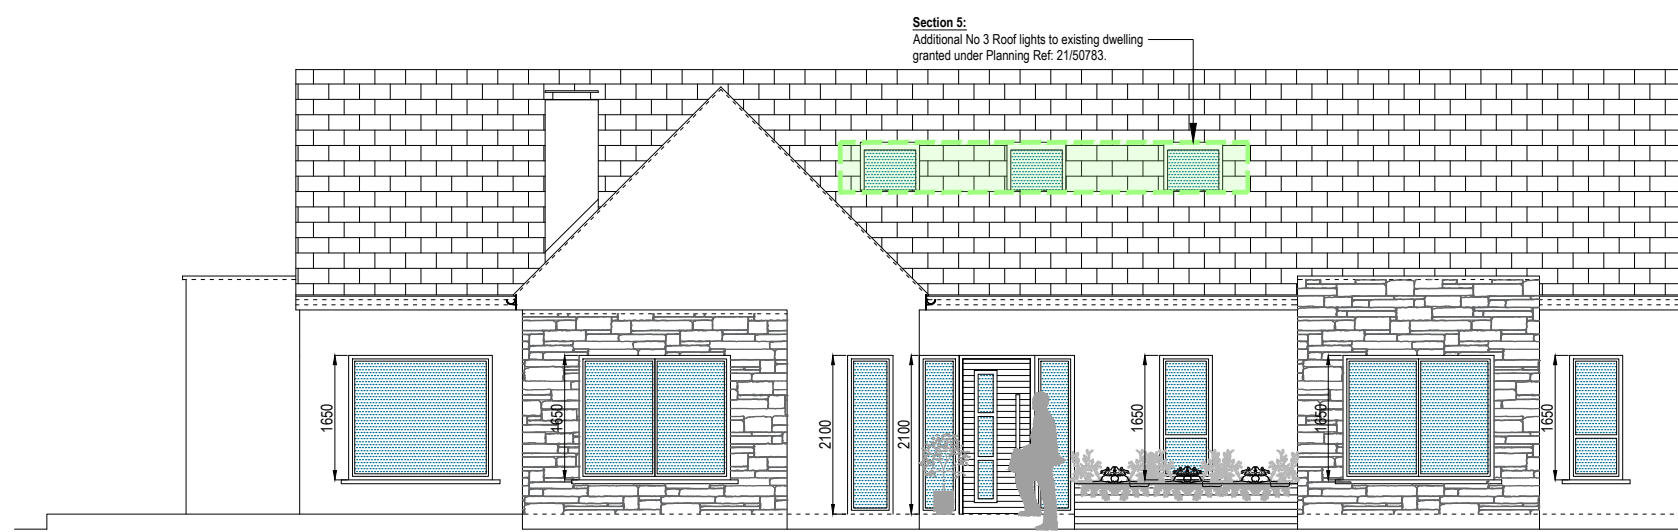 Section 5:
Additional No 3 Roof lights to existing dwelling
granted under Planning Ref: 21/50783.
1650
1650
2100
2100
1650
1650
1650